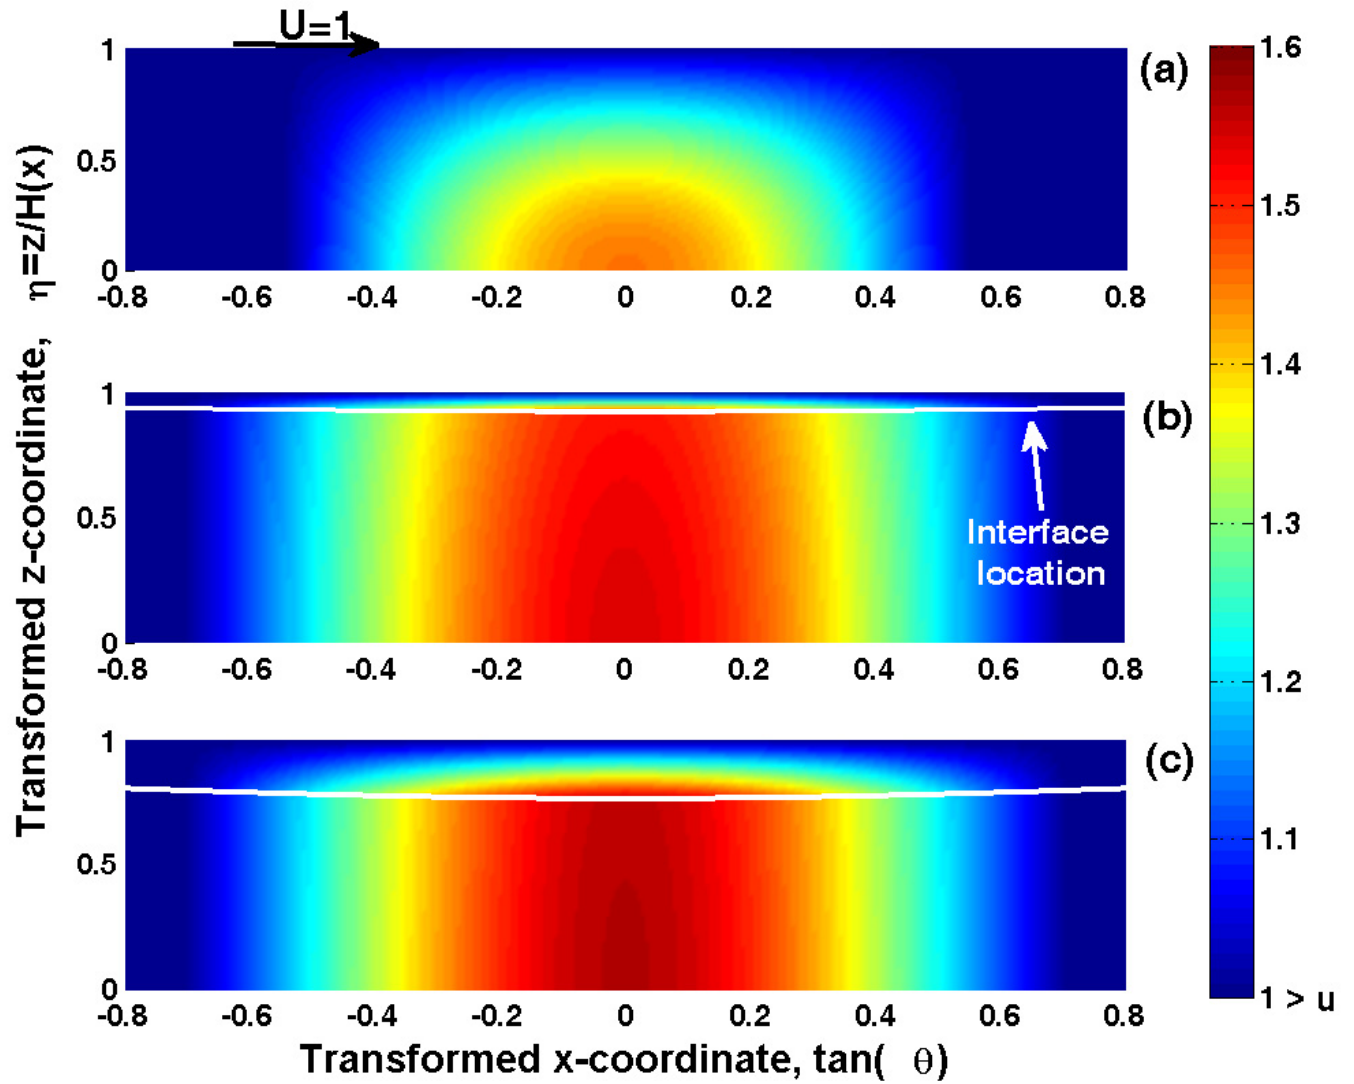 U=1
(a)
1
0.5
0
-0.8 -0.6 -0.4 -0.2 0 0.2 0.4 0.6 0.8
(b)
1
0.5
0
Interface
location
-0.8 -0.6 -0.4 -0.2 0 0.2 0.4 0.6 0.8
(c)
1
0.5
0
-0.8 -0.6 -0.4 -0.2 0 0.2 0.4 0.6 0.8
Transformed x-coordinate, tan( θ)
Transformed z-coordinate, η=z/H(x)
1.6
1.5
1.4
1.3
1.2
1.1
1 > u